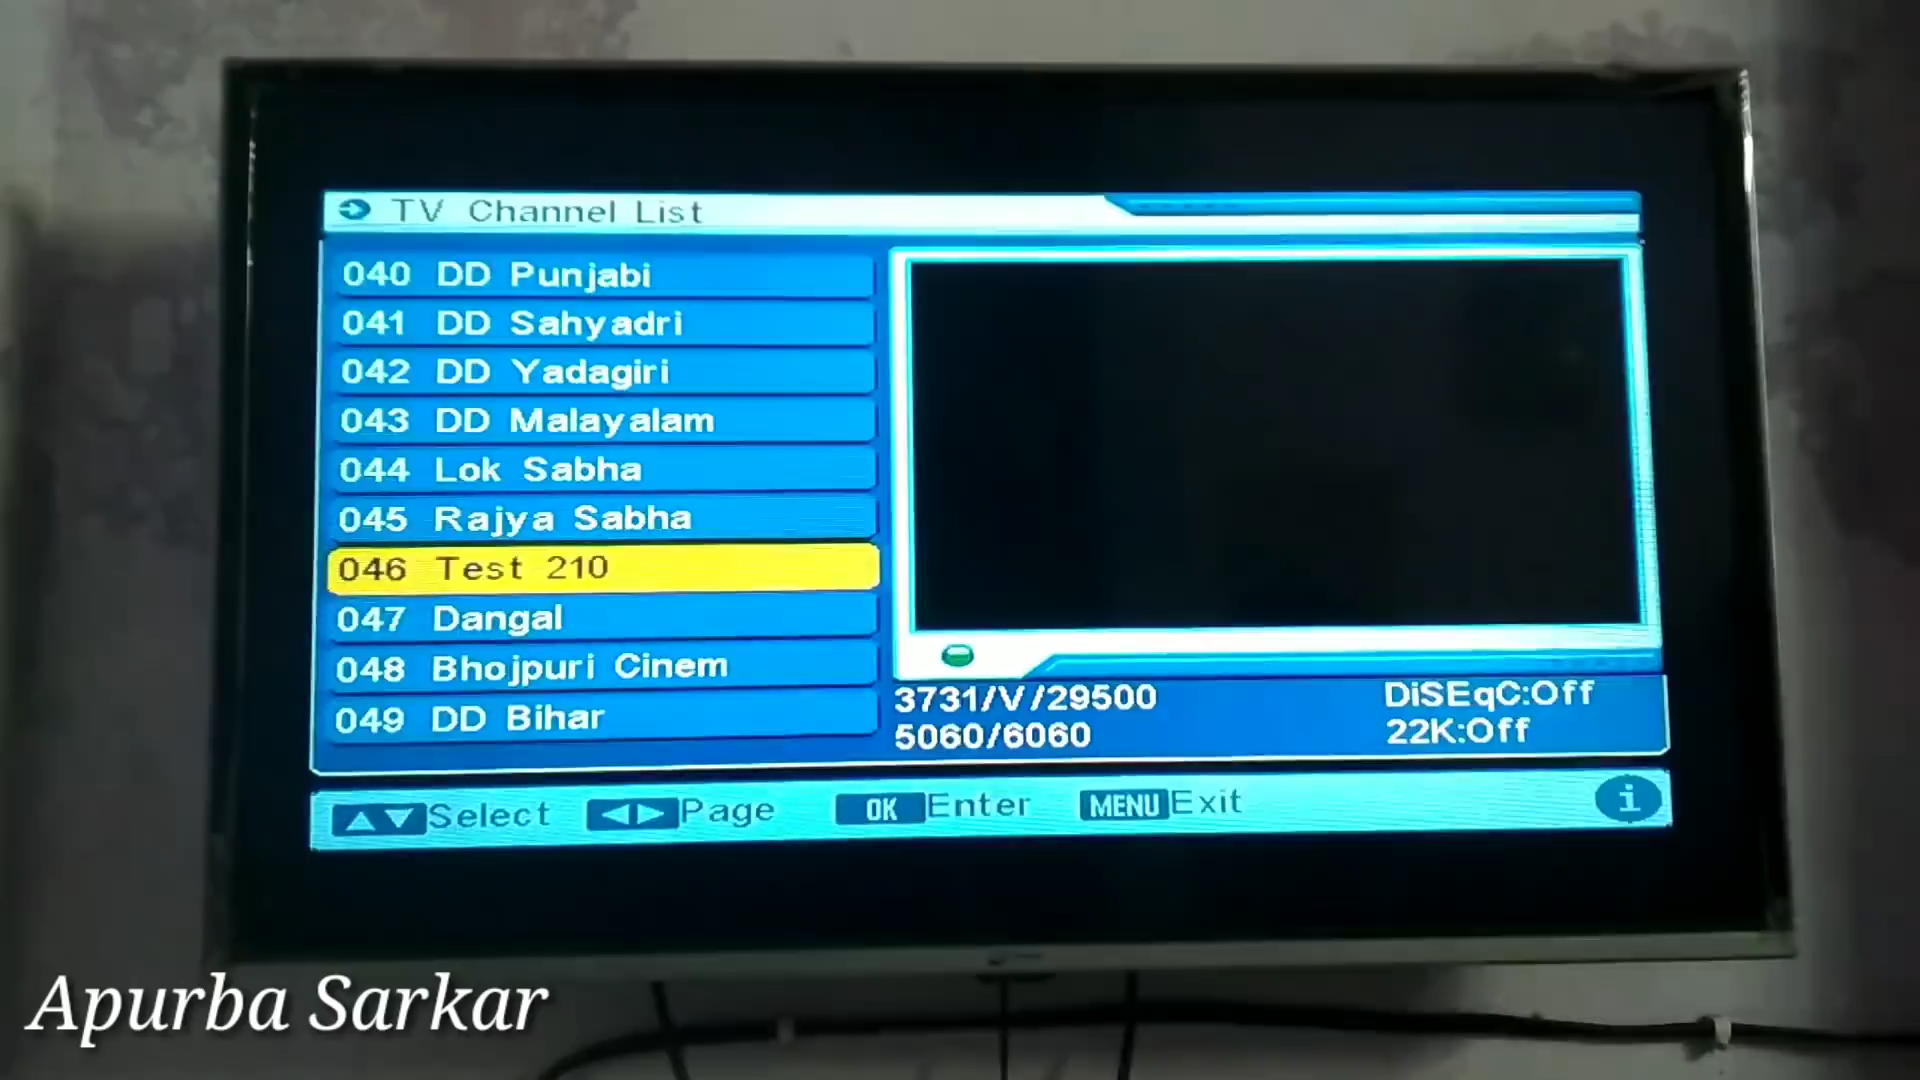 TV Channel List
040 DD Punjabi
041 DD Sahyadri
042 DD Yadagiri
043 DD Malayalam
044 Lok Sabha
045 Rajya Sabha
046 Test 210
047 Dangal
048 Bhojpuri Cinem
049 DD Bihar
3731/V/29500 DiSEqC:Off
5060/6060 22K:Off
Select Page OK Enter MENU Exit i
Apurba Sarkar